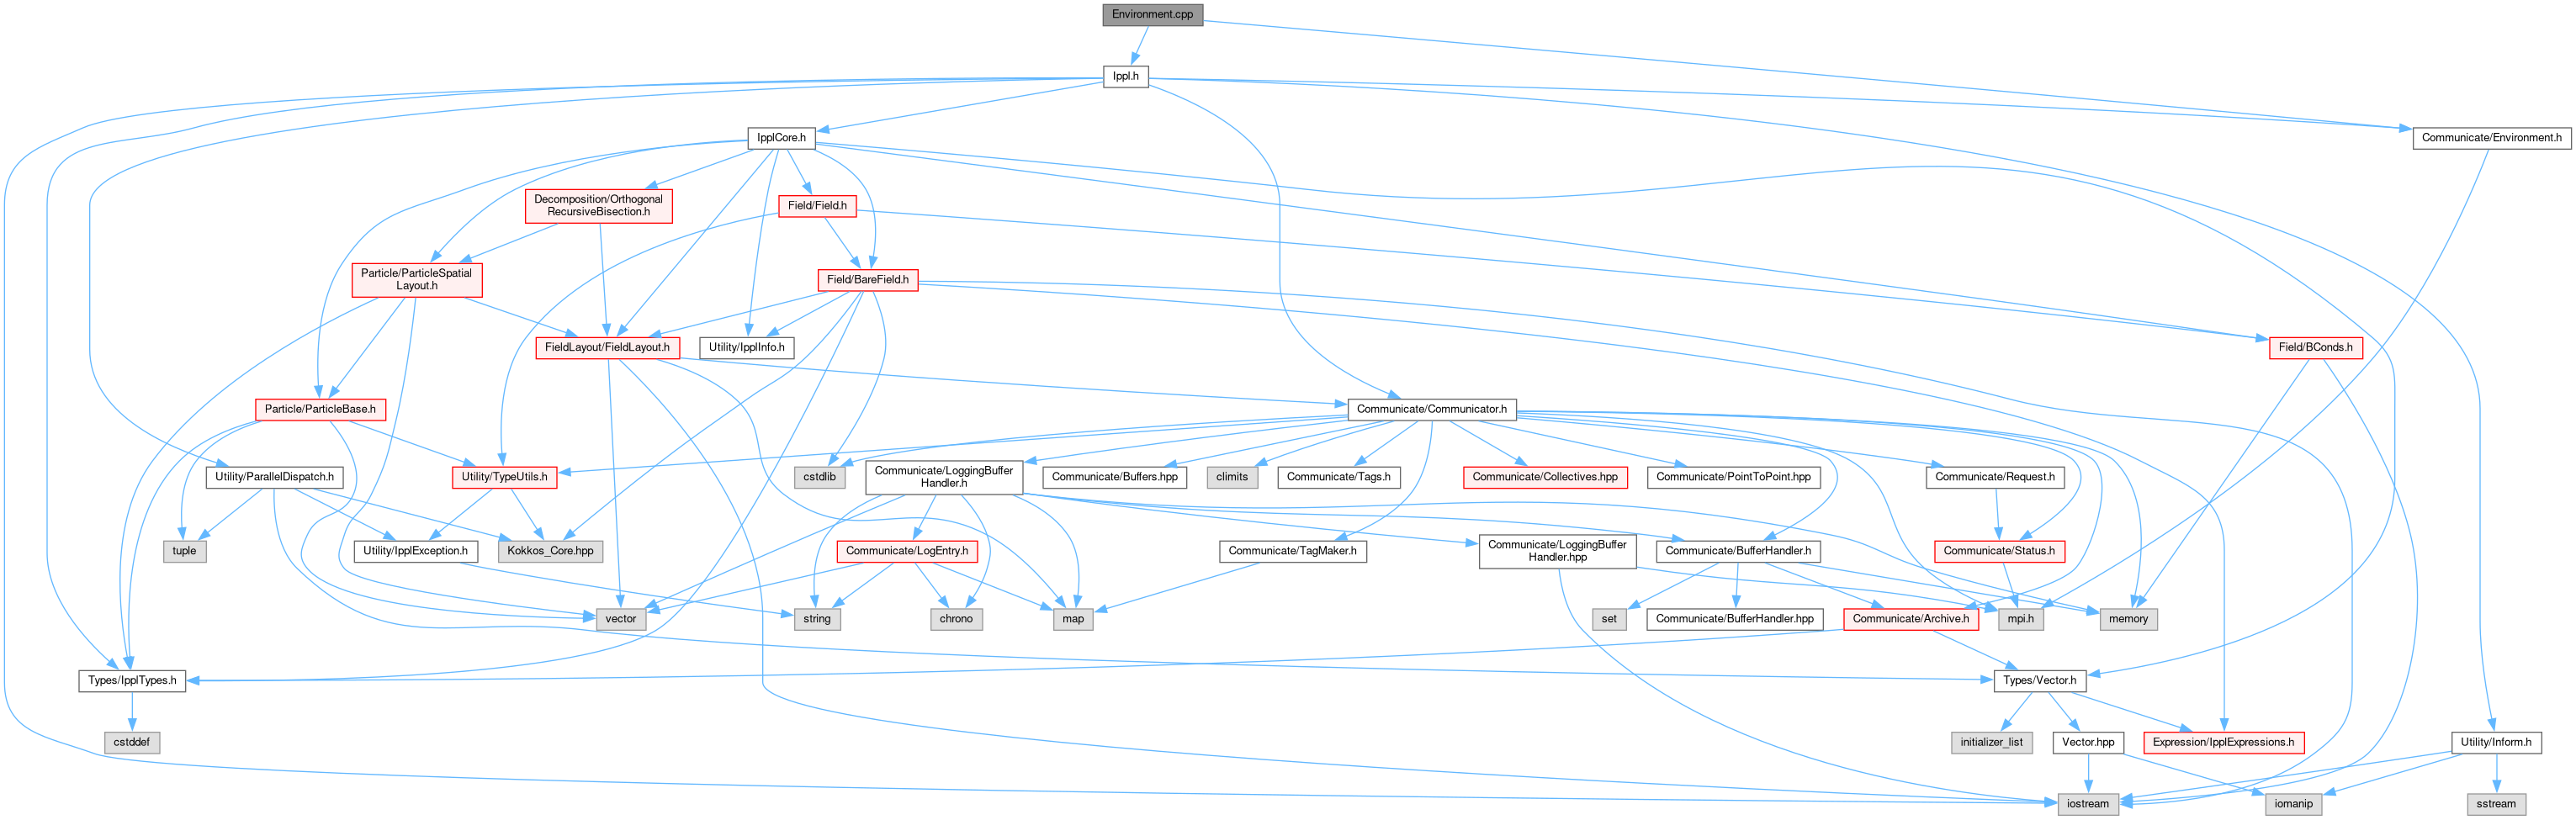 Environment.cpp
Ippl.h
IpplCore.h
Communicate/Environment.h
Decomposition/Orthogonal
RecursiveBisection.h
Field/Field.h
Particle/ParticleSpatial
Layout.h
Field/BareField.h
FieldLayout/FieldLayout.h
Utility/IpplInfo.h
Field/BConds.h
Particle/ParticleBase.h
Communicate/Communicator.h
Utility/ParallelDispatch.h
Utility/TypeUtils.h
cstdlib
Communicate/LoggingBuffer
Handler.h
Communicate/Buffers.hpp
climits
Communicate/Tags.h
Communicate/Collectives.hpp
Communicate/PointToPoint.hpp
Communicate/Request.h
tuple
Utility/IpplException.h
Kokkos_Core.hpp
Communicate/LogEntry.h
Communicate/TagMaker.h
Communicate/LoggingBuffer
Handler.hpp
Communicate/BufferHandler.h
Communicate/Status.h
vector
string
chrono
map
set
Communicate/BufferHandler.hpp
Communicate/Archive.h
mpi.h
memory
Types/IpplTypes.h
Types/Vector.h
cstddef
initializer_list
Vector.hpp
Expression/IpplExpressions.h
Utility/Inform.h
iostream
iomanip
sstream